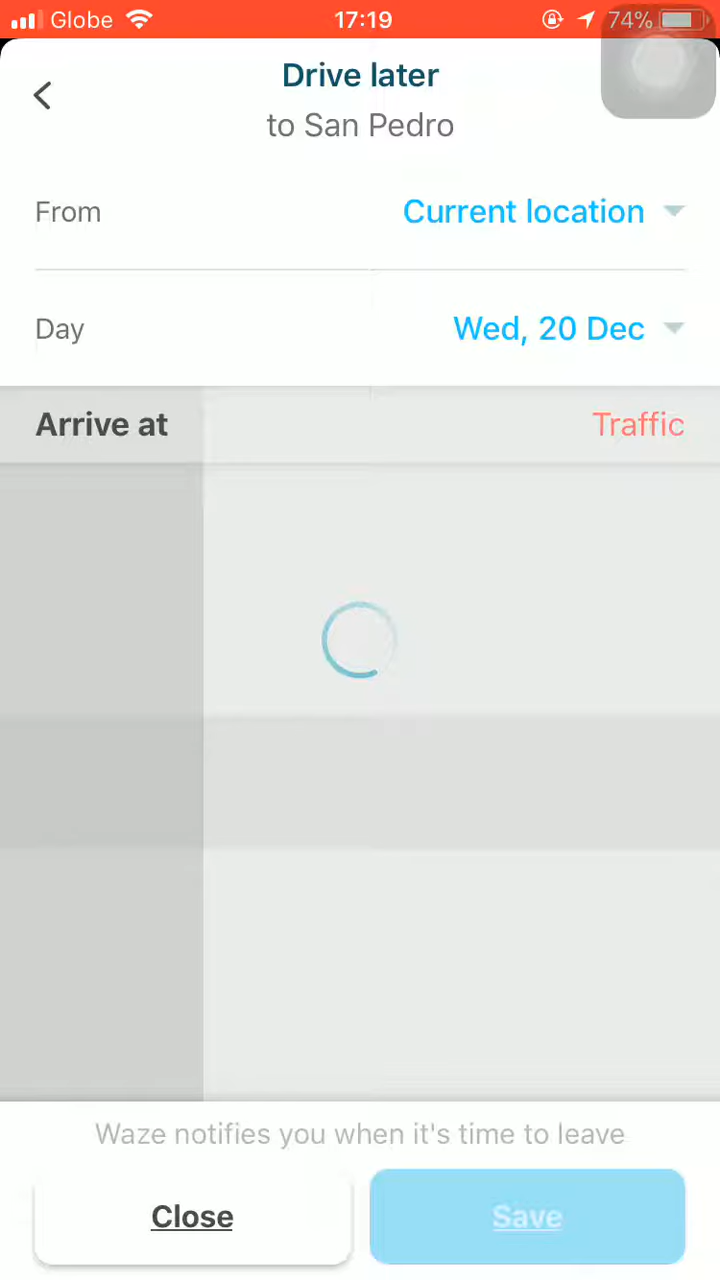 Globe 17:19 74%
Drive later
to San Pedro
From Current location
Day Wed, 20 Dec
Arrive at Traffic
Waze notifies you when it's time to leave
Close Save